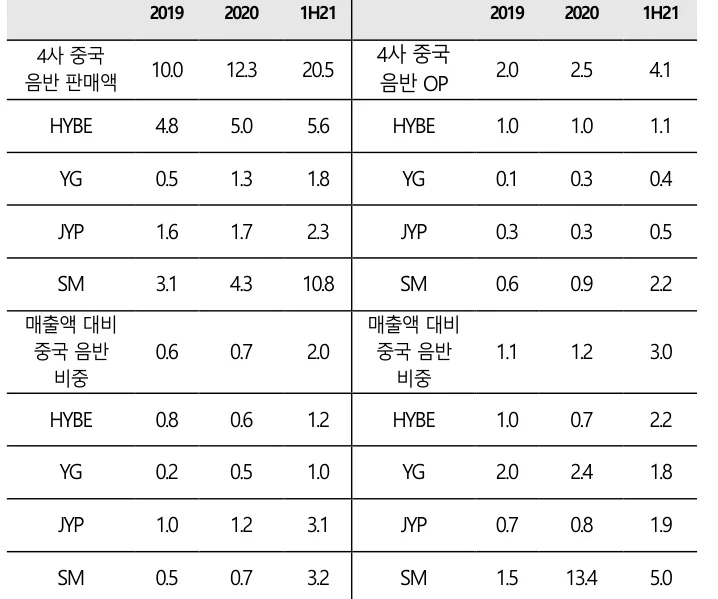 2019 2020 1H21 2019 2020 1H21
4사 중국
음반 판매액 10.0 12.3 20.5 4사 중국
음반 OP 2.0 2.5 4.1
HYBE 4.8 5.0 5.6 HYBE 1.0 1.0 1.1
YG 0.5 1.3 1.8 YG 0.1 0.3 0.4
JYP 1.6 1.7 2.3 JYP 0.3 0.3 0.5
SM 3.1 4.3 10.8 SM 0.6 0.9 2.2
매출액 대비
중국 음반
비중 0.6 0.7 2.0 매출액 대비
중국 음반
비중 1.1 1.2 3.0
HYBE 0.8 0.6 1.2 HYBE 1.0 0.7 2.2
YG 0.2 0.5 1.0 YG 2.0 2.4 1.8
JYP 1.0 1.2 3.1 JYP 0.7 0.8 1.9
SM 0.5 0.7 3.2 SM 1.5 13.4 5.0